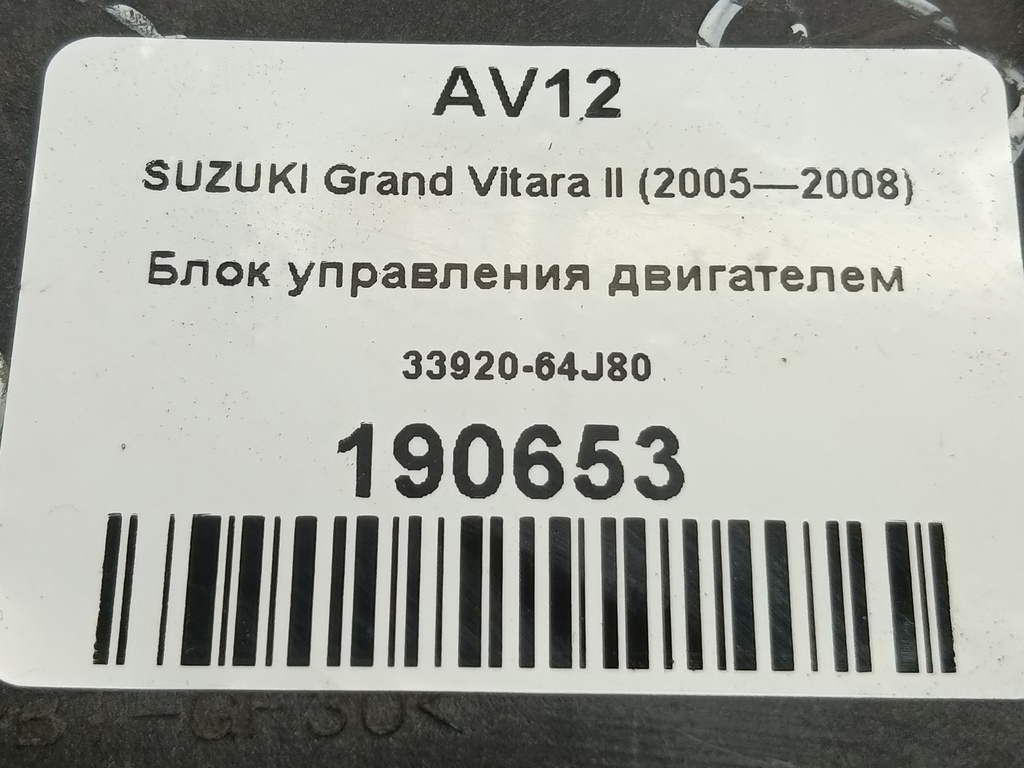 AV12
SUZUKI Grand Vitara II (2005—2008)
Блок управления двигателем
33920-64J80
190653